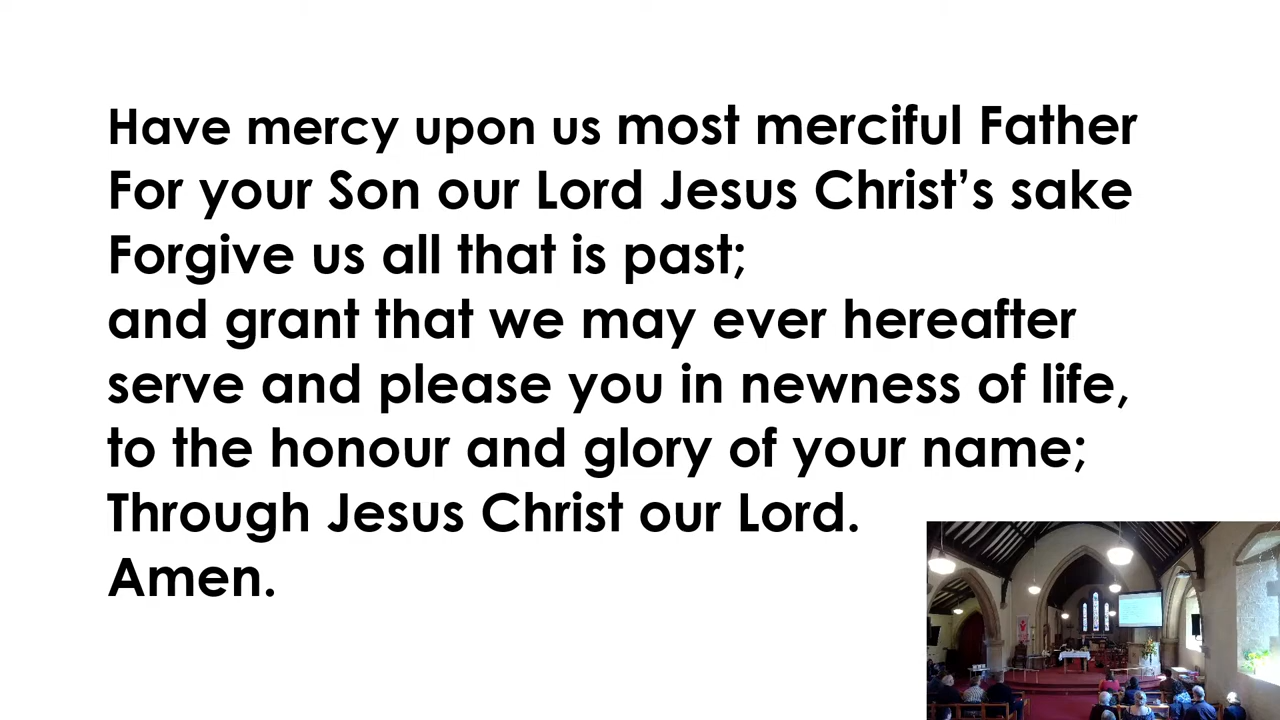 Have mercy upon us most merciful Father
For your Son our Lord Jesus Christ’s sake
Forgive us all that is past;
and grant that we may ever hereafter
serve and please you in newness of life,
to the honour and glory of your name;
Through Jesus Christ our Lord.
Amen.